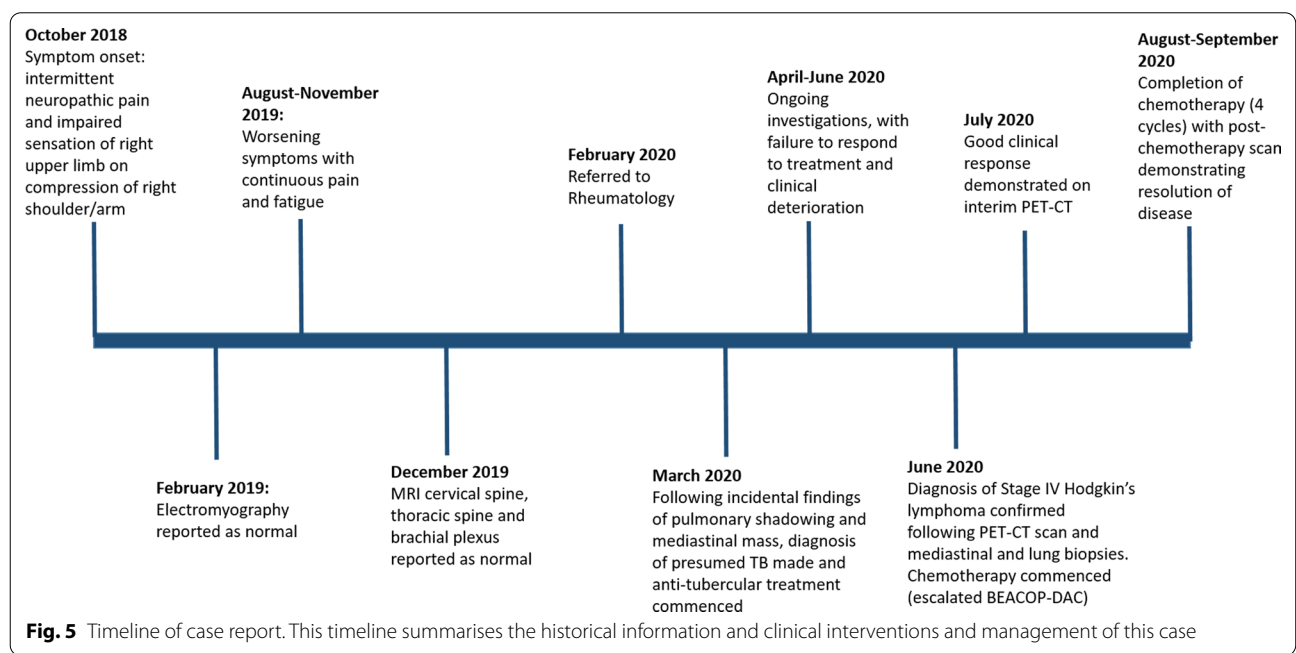 October 2018
Symptom onset:
intermittent
neuropathic pain
and impaired
sensation of right
upper limb on
compression of right
shoulder/arm
February 2019:
Electromyography
reported as normal
August-November
2019:
Worsening
symptoms with
continuous pain
and fatigue
December 2019
MRI cervical spine,
thoracic spine and
brachial plexus
reported as normal
February 2020
Referred to
Rheumatology
March 2020
Following incidental findings
of pulmonary shadowing and
mediastinal mass, diagnosis
of presumed TB made and
anti-tubercular treatment
commenced
April-June 2020
Ongoing
investigations, with
failure to respond
to treatment and
clinical
deterioration
June 2020
Diagnosis of Stage IV Hodgkin's
lymphoma confirmed
following PET-CT scan and
mediastinal and lung biopsies.
Chemotherapy commenced
(escalated BEACOP-DAC)
July 2020
Good clinical
response
demonstrated on
interim PET-CT
August-September
2020
Completion of
chemotherapy (4
cycles) with post-
chemotherapy scan
demonstrating
resolution of
disease
Fig. 5 Timeline of case report. This timeline summarises the historical information and clinical interventions and management of this case